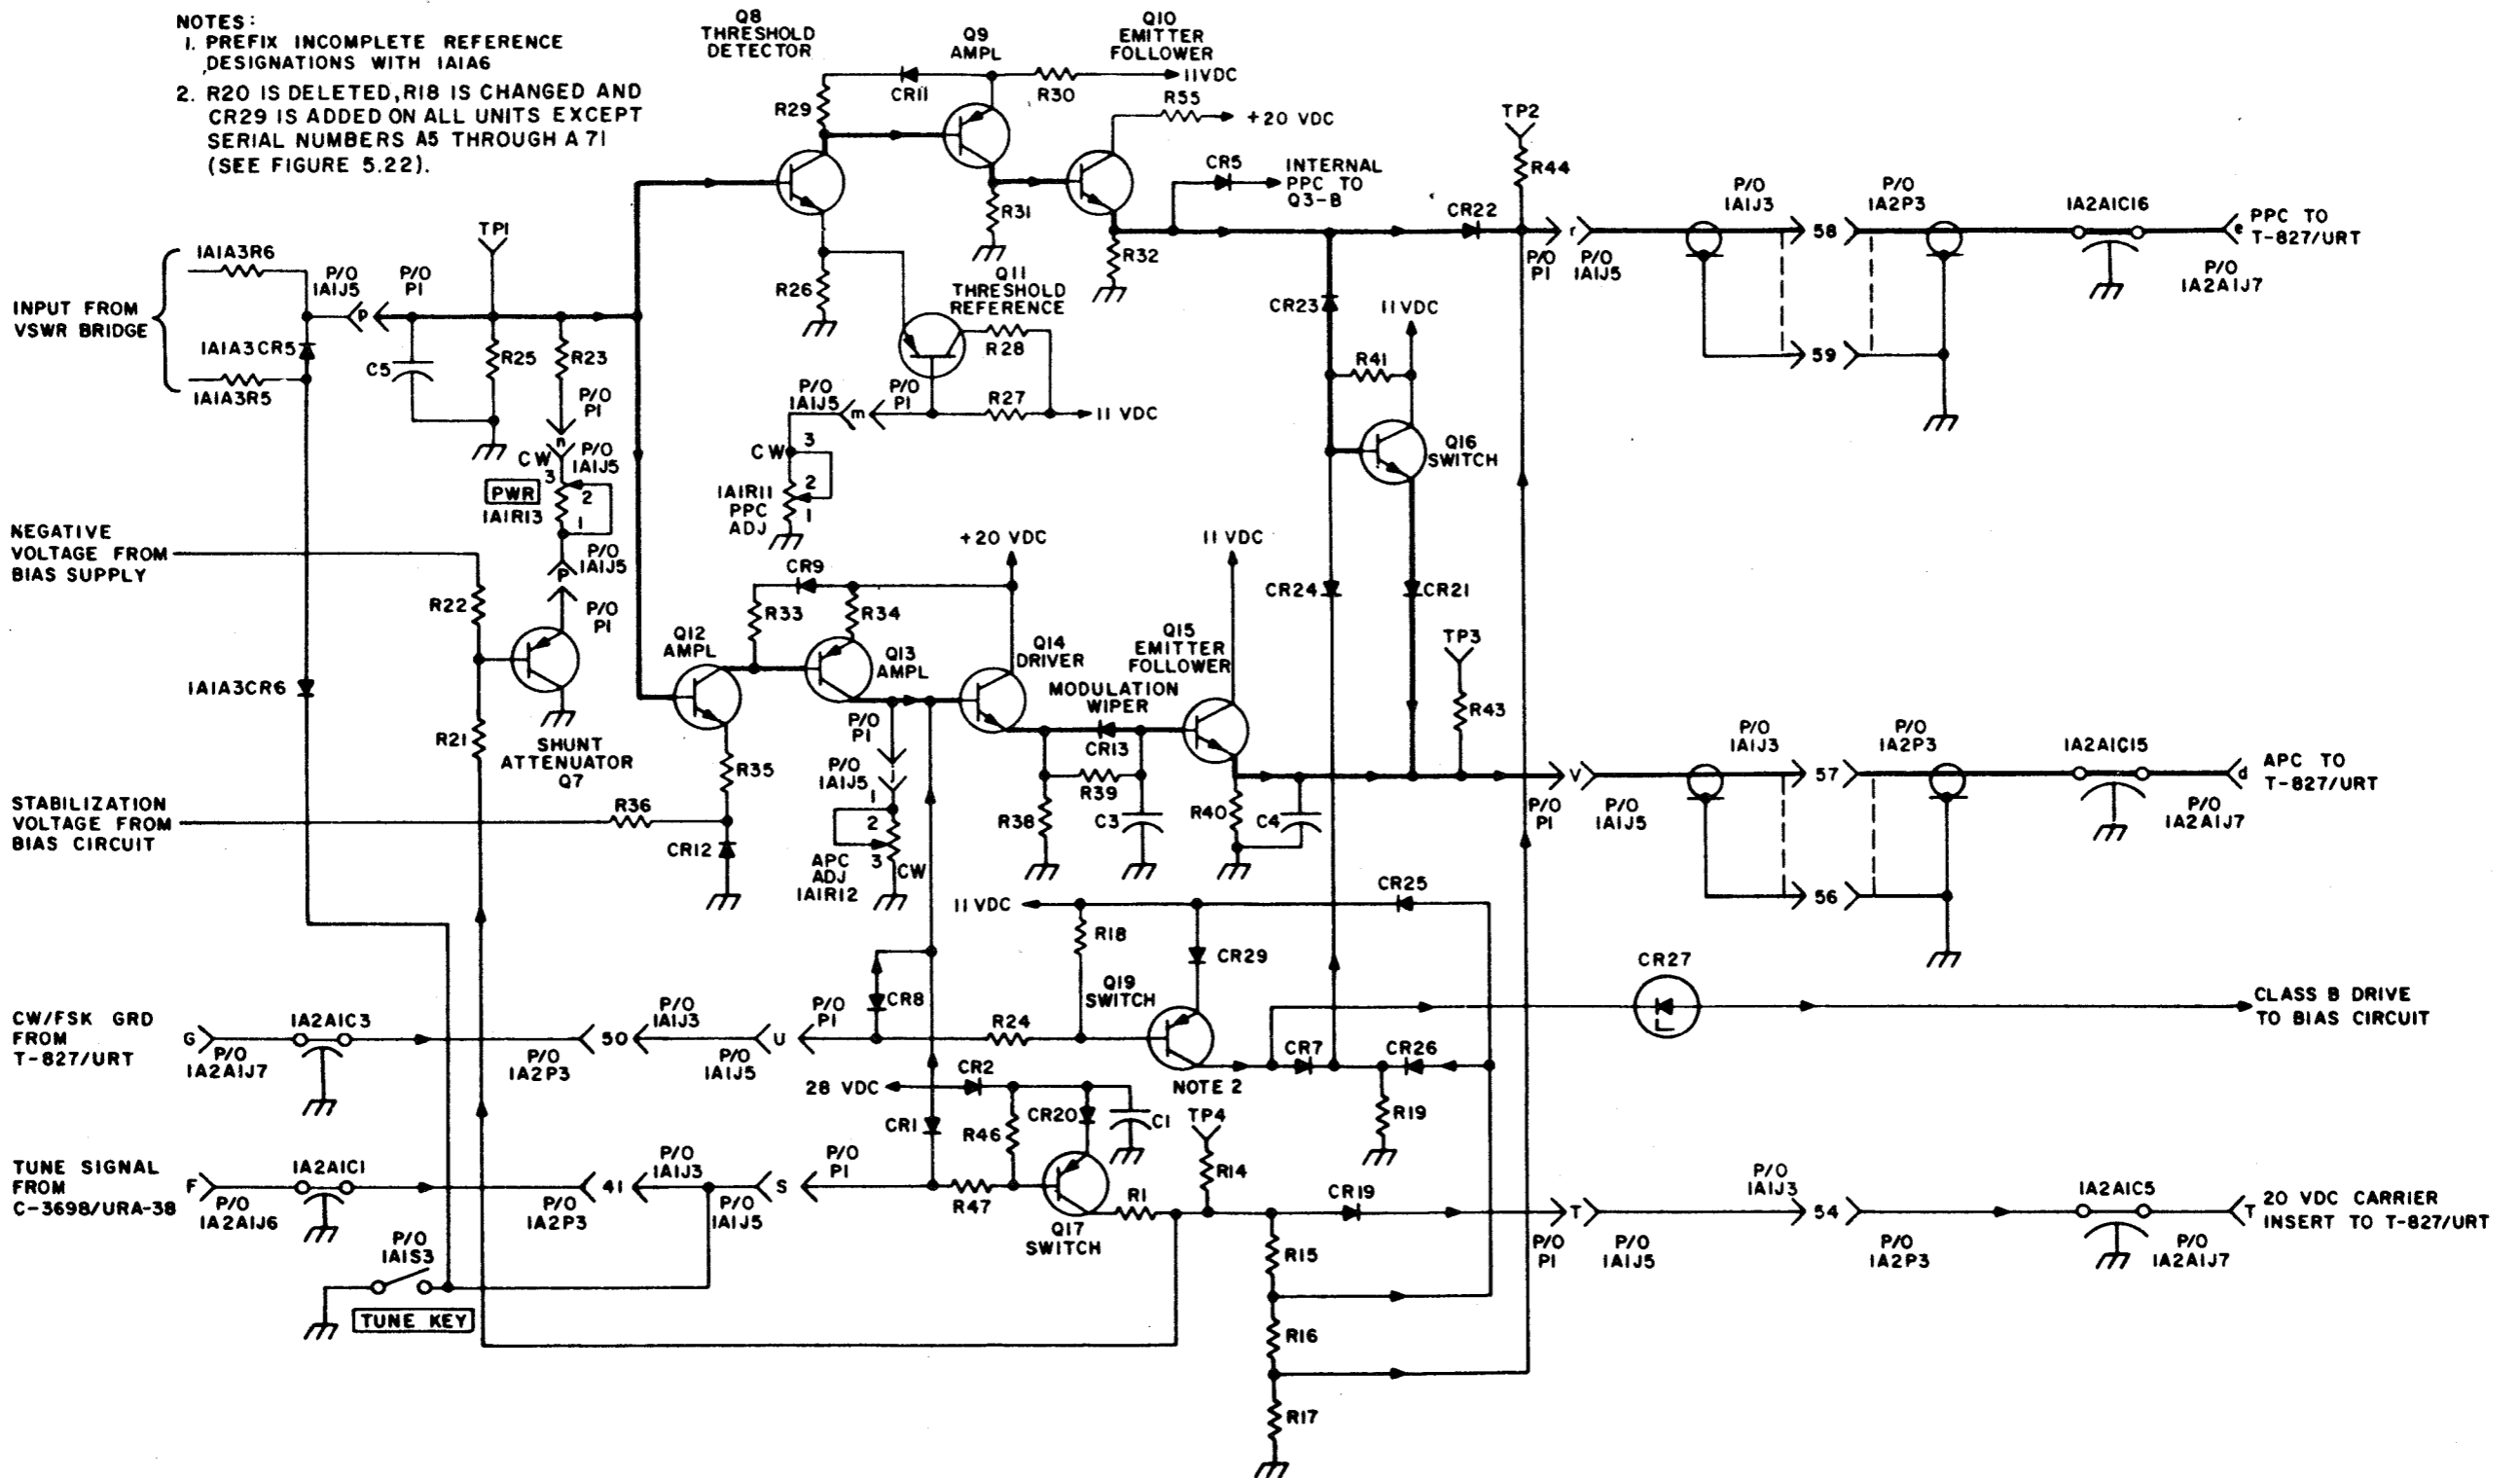 NOTES:
1. PREFIX INCOMPLETE REFERENCE
DESIGNATIONS WITH 1A1A6
2. R20 IS DELETED, R18 IS CHANGED AND
CR29 IS ADDED ON ALL UNITS EXCEPT
SERIAL NUMBERS A5 THROUGH A71
(SEE FIGURE 5.22).
Q8
THRESHOLD
DETECTOR
Q9
AMPL
Q10
EMITTER
FOLLOWER
CR11
R30
11VDC
R29
R55
+20 VDC
CR5
INTERNAL
PPC TO
Q3-B
R31
R32
R26
Q11
THRESHOLD
REFERENCE
R28
R27
11 VDC
P/O
1A1J5
m
P/O
P1
CW
3
2
1
1A1R11
PPC
ADJ
TP2
R44
CR22
r
P/O
P1
P/O
1A1J5
P/O
1A1J3
58
59
P/O
1A2P3
1A2A1C16
e
PPC TO
T-827/URT
P/O
1A2A1J7
INPUT FROM
VSWR BRIDGE
1A1A3R6
1A1A3CR5
1A1A3R5
P/O
1A1J5
P
P/O
P1
TP1
C5
R25
R23
P/O
P1
n
P/O
1A1J5
CW
3
2
1
PWR
1A1R13
P/O
1A1J5
P
P/O
P1
NEGATIVE
VOLTAGE FROM
BIAS SUPPLY
R22
R21
SHUNT
ATTENUATOR
Q7
1A1A3CR6
CR23
11 VDC
R41
Q16
SWITCH
CR24
CR21
TP3
R43
+20 VDC
CR9
R33
R34
Q12
AMPL
Q13
AMPL
Q14
DRIVER
11 VDC
Q15
EMITTER
FOLLOWER
MODULATION
WIPER
CR13
R39
R38
C3
R40
C4
R35
R36
CR12
STABILIZATION
VOLTAGE FROM
BIAS CIRCUIT
P/O
P1
P/O
1A1J5
1
2
3
CW
APC
ADJ
1A1R12
V
P/O
P1
P/O
1A1J5
P/O
1A1J3
57
56
P/O
1A2P3
1A2A1C15
d
APC TO
T-827/URT
P/O
1A2A1J7
11 VDC
CR25
R18
CR29
Q19
SWITCH
NOTE 2
CR8
R24
CR7
CR26
R19
CR27
CLASS B DRIVE
TO BIAS CIRCUIT
CW/FSK GRD
FROM
T-827/URT
G
P/O
1A2A1J7
1A2A1C3
P/O
1A2P3
50
P/O
1A1J3
U
P/O
1A1J5
P/O
P1
28 VDC
CR2
CR1
R46
CR20
C1
TP4
R14
R47
Q17
SWITCH
R1
CR19
TUNE SIGNAL
FROM
C-3698/URA-38
F
P/O
1A2A1J6
1A2A1C1
P/O
1A2P3
41
P/O
1A1J3
S
P/O
1A1J5
P/O
P1
P/O
1A1S3
TUNE KEY
R15
R16
R17
T
P/O
P1
P/O
1A1J5
P/O
1A1J3
54
P/O
1A2P3
1A2A1C5
T
P/O
1A2A1J7
20 VDC CARRIER
INSERT TO T-827/URT